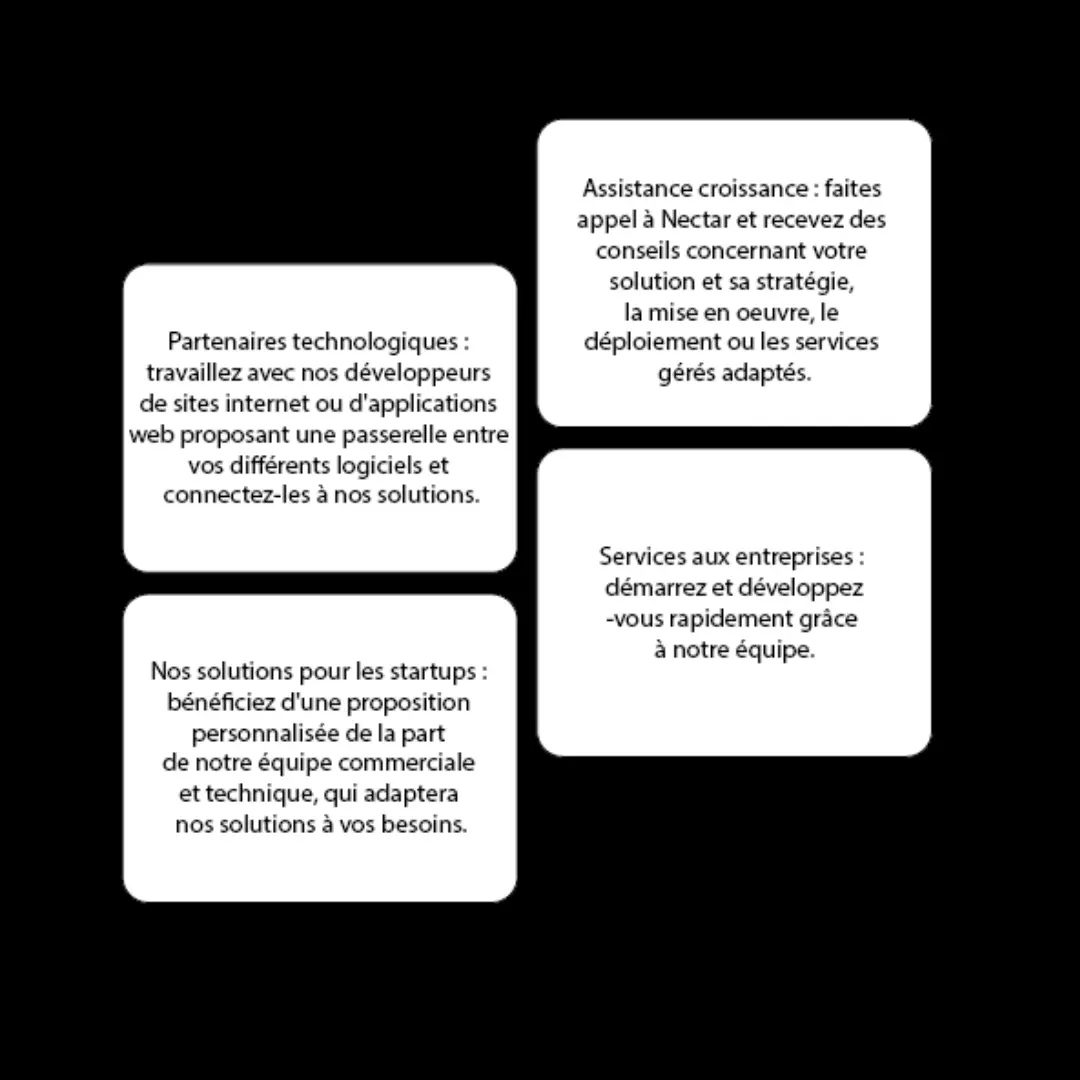 Partenaires technologiques :
travaillez avec nos développeurs
de sites internet ou d'applications
web proposant une passerelle entre
vos différents logiciels et
connectez-les à nos solutions.
Nos solutions pour les startups :
bénéficiez d'une proposition
personnalisée de la part
de notre équipe commerciale
et technique, qui adaptera
nos solutions à vos besoins.
Assistance croissance : faites
appel à Nectar et recevez des
conseils concernant votre
solution et sa stratégie,
la mise en oeuvre, le
déploiement ou les services
gérés adaptés.
Services aux entreprises :
démarrez et développez
-vous rapidement grâce
à notre équipe.